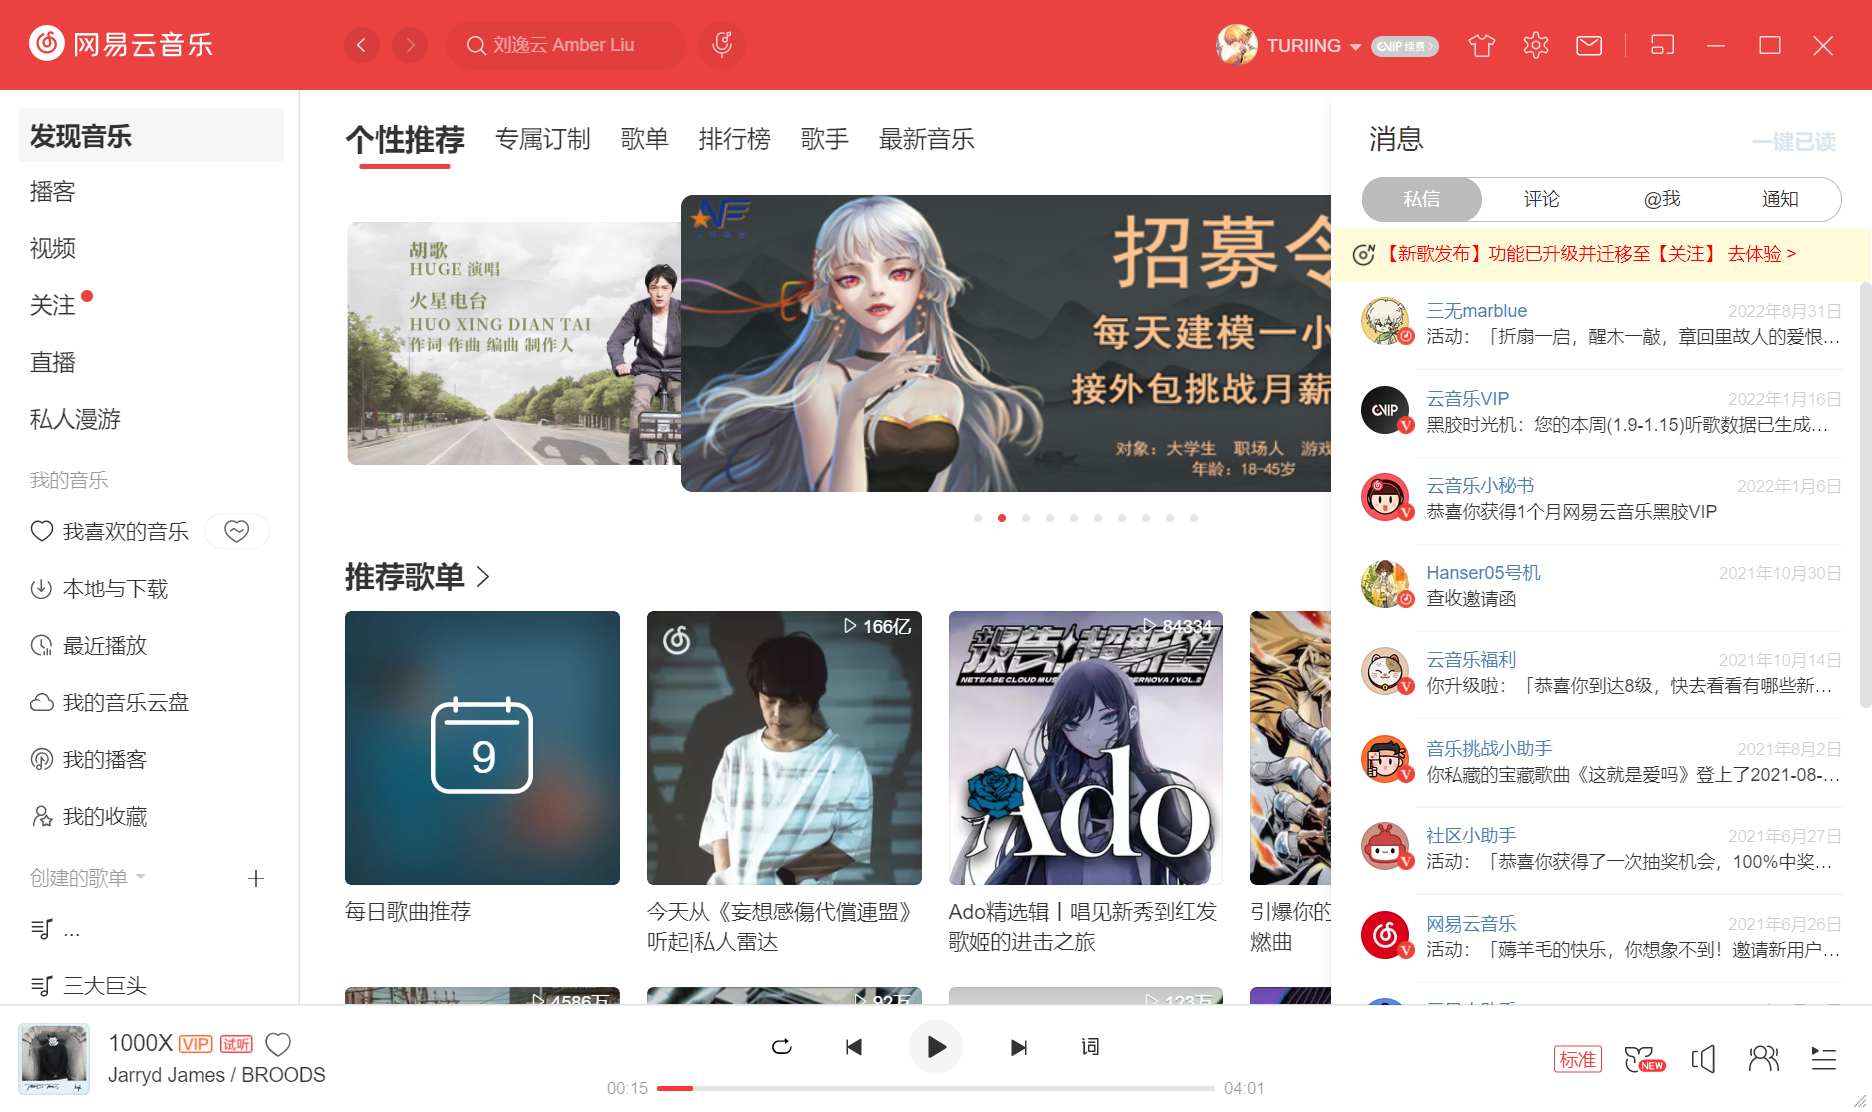 网易云音乐
刘逸云 Amber Liu
TURIING
VIP 续费
发现音乐
播客
视频
关注
直播
私人漫游
我的音乐
我喜欢的音乐
本地与下载
最近播放
我的音乐云盘
我的播客
我的收藏
创建的歌单
...
三大巨头
个性推荐
专属订制
歌单
排行榜
歌手
最新音乐
胡歌
HUGE 演唱
火星电台
HUO XING DIAN TAI
作词 作曲 编曲 制作人
招募令
每天建模一小
接外包挑战月薪
对象：大学生 职场人 游戏
年龄：18-45岁
推荐歌单
9
166亿
84334
NETEASE CLOUD MUS
PERNOVA / VOL.2
Ado
每日歌曲推荐
今天从《妄想感傷代償連盟》
听起|私人雷达
Ado精选辑丨唱见新秀到红发
歌姬的进击之旅
引爆你的
燃曲
4586万
92万
123万
消息
一键已读
私信
评论
@我
通知
【新歌发布】功能已升级并迁移至【关注】 去体验 >
三无marblue
2022年8月31日
活动：「折扇一启，醒木一敲，章回里故人的爱恨...
云音乐VIP
2022年1月16日
黑胶时光机：您的本周(1.9-1.15)听歌数据已生成...
云音乐小秘书
2022年1月6日
恭喜你获得1个月网易云音乐黑胶VIP
Hanser05号机
2021年10月30日
查收邀请函
云音乐福利
2021年10月14日
你升级啦：「恭喜你到达8级，快去看看有哪些新...
音乐挑战小助手
2021年8月2日
你私藏的宝藏歌曲《这就是爱吗》登上了2021-08-...
社区小助手
2021年6月27日
活动：「恭喜你获得了一次抽奖机会，100%中奖...
网易云音乐
2021年6月26日
活动：「薅羊毛的快乐，你想象不到！邀请新用户...
1000X VIP 试听
Jarryd James / BROODS
词
00:15
04:01
标准
NEW